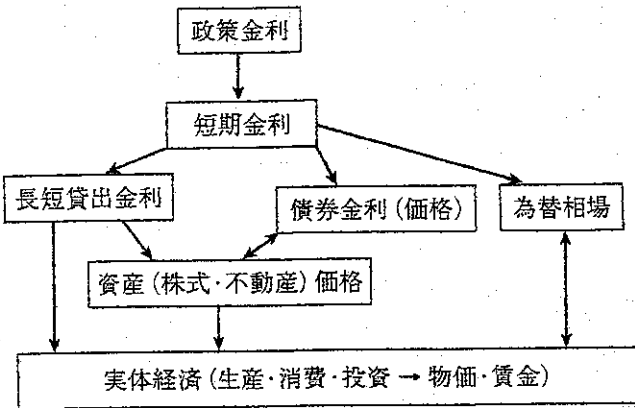 政策金利
短期金利
長短貸出金利
債券金利(価格)
為替相場
資産(株式·不動産)価格
実体経済(生産·消費·投資 → 物価·賃金)